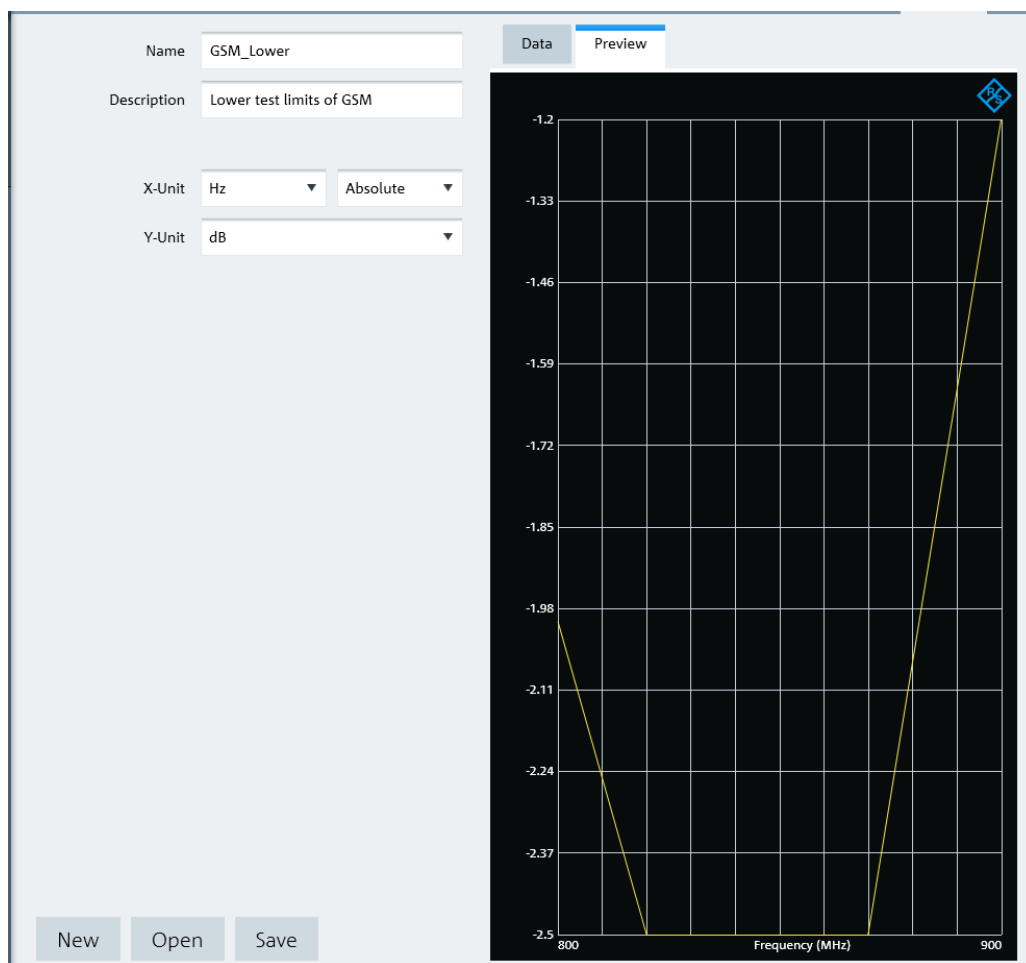 Name GSM_Lower
Description Lower test limits of GSM
X-Unit Hz Absolute
Y-Unit dB
New Open Save
Data Preview
R S
-1.2
-1.33
-1.46
-1.59
-1.72
-1.85
-1.98
-2.11
-2.24
-2.37
-2.5
800 Frequency (MHz) 900